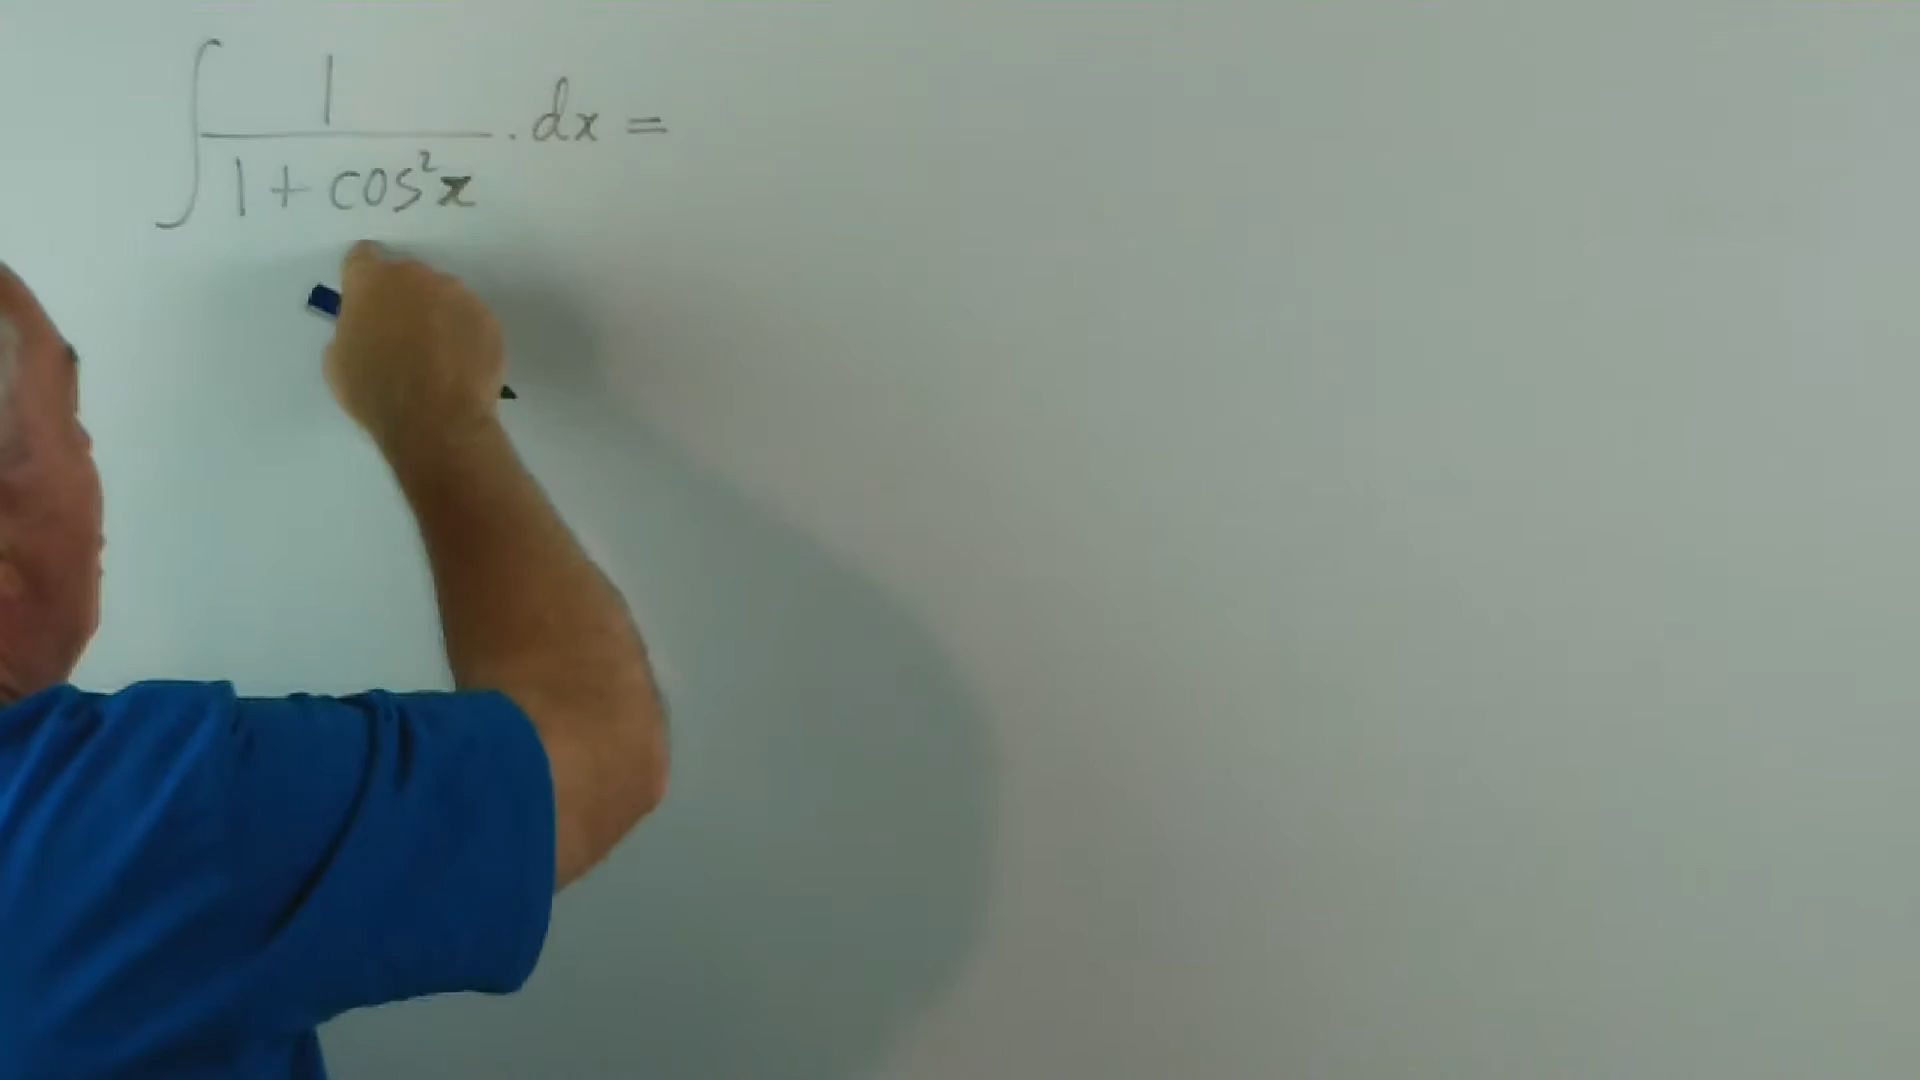 ∫ 1 / (1 + cos²x) . dx =